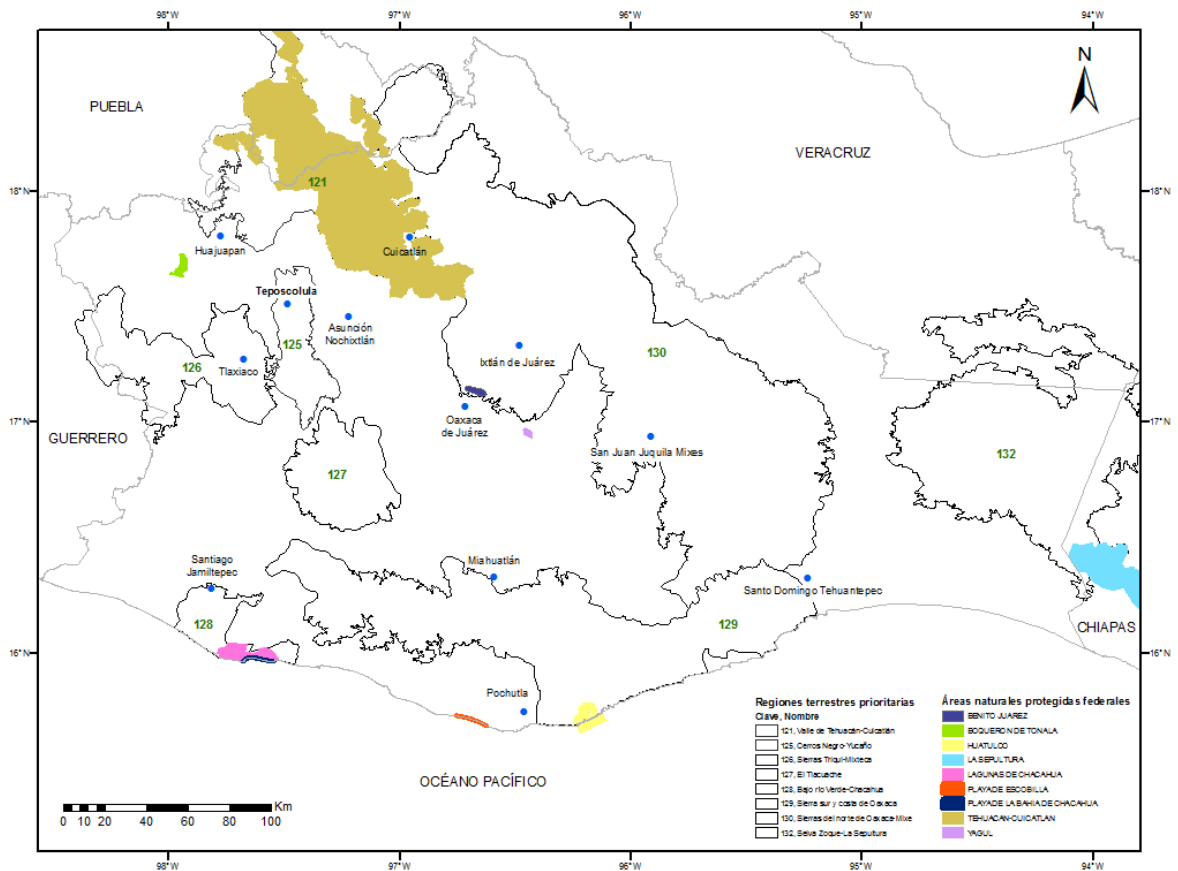 98°W 97°W 96°W 95°W 94°W
N
PUEBLA
VERACRUZ
18°N 121 18°N
Huajuapan
Cuicatlán
Teposcolula
Asunción
Nochixtlán
125
126
Tlaxiaco
Ixtlán de Juárez
130
17°N 17°N
GUERRERO
Oaxaca
de Juárez
San Juan Juquila Mixes
127
132
Santiago
Jamiltepec
Miahuatlán
Santo Domingo Tehuantepec
128
129
CHIAPAS
16°N 16°N
Pochutla
OCÉANO PACÍFICO
Km
0 10 20 40 60 80 100
Regiones terrestres prioritarias
Clave, Nombre
121, Valle de Tehuacán-Cuicatlán
125, Cerros Negro-Yucaño
126, Sierras Triqui-Mixteca
127, El Tlacuache
128, Bajo río Verde-Chacahua
129, Sierra sur y costa de Oaxaca
130, Sierras del norte de Oaxaca-Mixe
132, Selva Zoque-La Sepultura
Áreas naturales protegidas federales
BENITO JUAREZ
BOQUERON DE TONALA
HUATULCO
LA SEPULTURA
LAGUNAS DE CHACAHUA
PLAYA DE ESCOBILLA
PLAYA DE LA BAHIA DE CHACAHUA
TEHUACAN-CUICATLAN
YAGUL
98°W 97°W 96°W 95°W 94°W